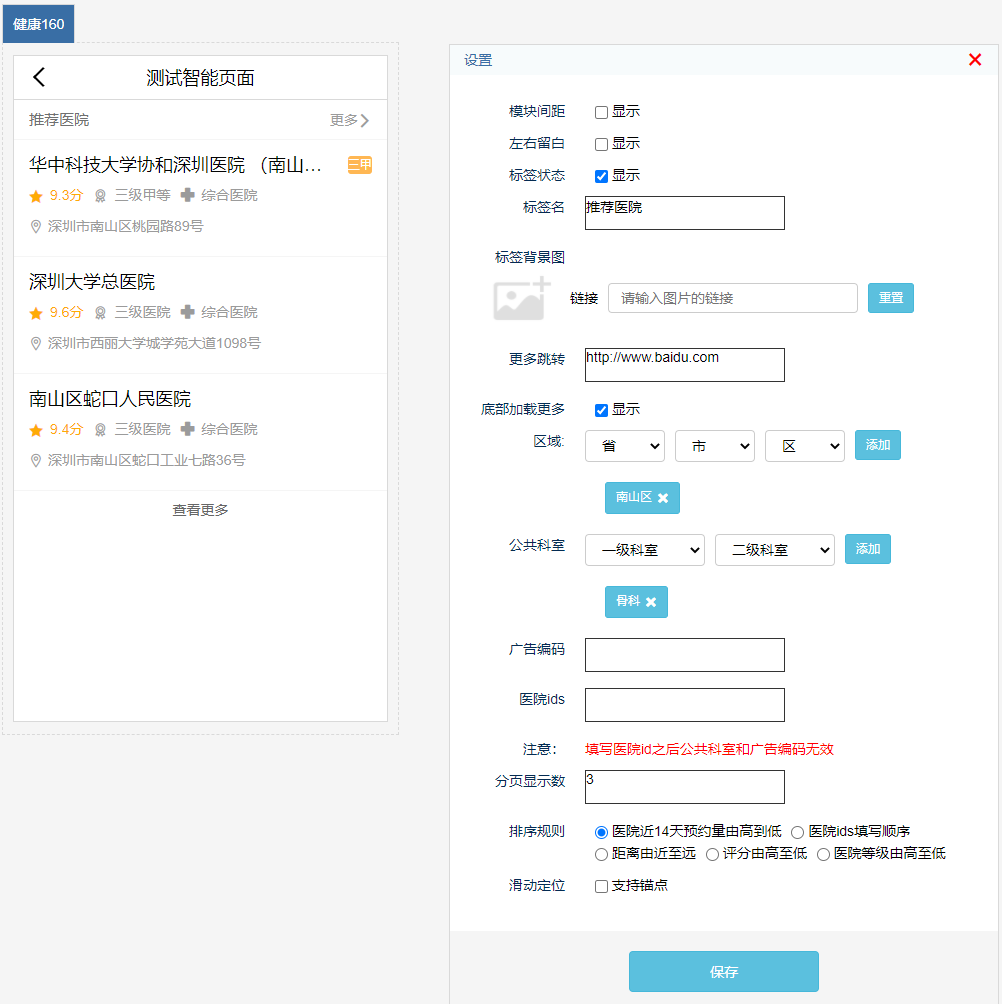 健康160
测试智能页面
推荐医院 更多
华中科技大学协和深圳医院 （南山... 三甲
9.3分 三级甲等 综合医院
深圳市南山区桃园路89号
深圳大学总医院
9.6分 三级医院 综合医院
深圳市西丽大学城学苑大道1098号
南山区蛇口人民医院
9.4分 三级医院 综合医院
深圳市南山区蛇口工业七路36号
查看更多
设置
模块间距 显示
左右留白 显示
标签状态 显示
标签名 推荐医院
标签背景图
链接 请输入图片的链接 重置
更多跳转 http://www.baidu.com
底部加载更多 显示
区域: 省 市 区 添加
南山区
公共科室 一级科室 二级科室 添加
骨科
广告编码
医院ids
注意： 填写医院id之后公共科室和广告编码无效
分页显示数 3
排序规则 医院近14天预约量由高到低 医院ids填写顺序
距离由近至远 评分由高至低 医院等级由高至低
滑动定位 支持锚点
保存